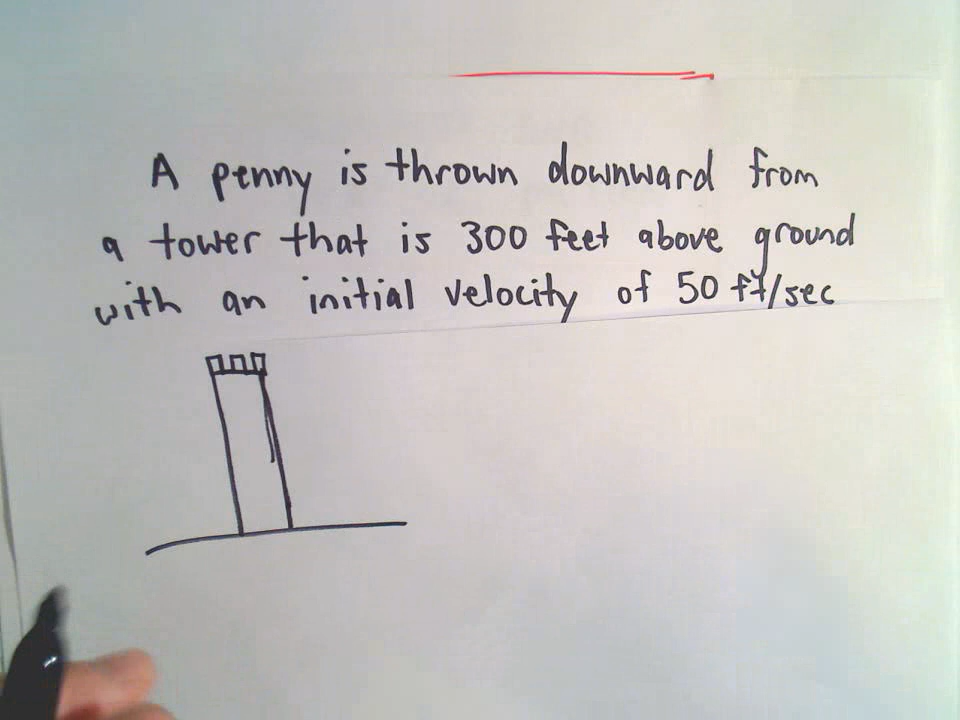 A penny is thrown downward from
a tower that is 300 feet above ground
with an initial velocity of 50 ft/sec